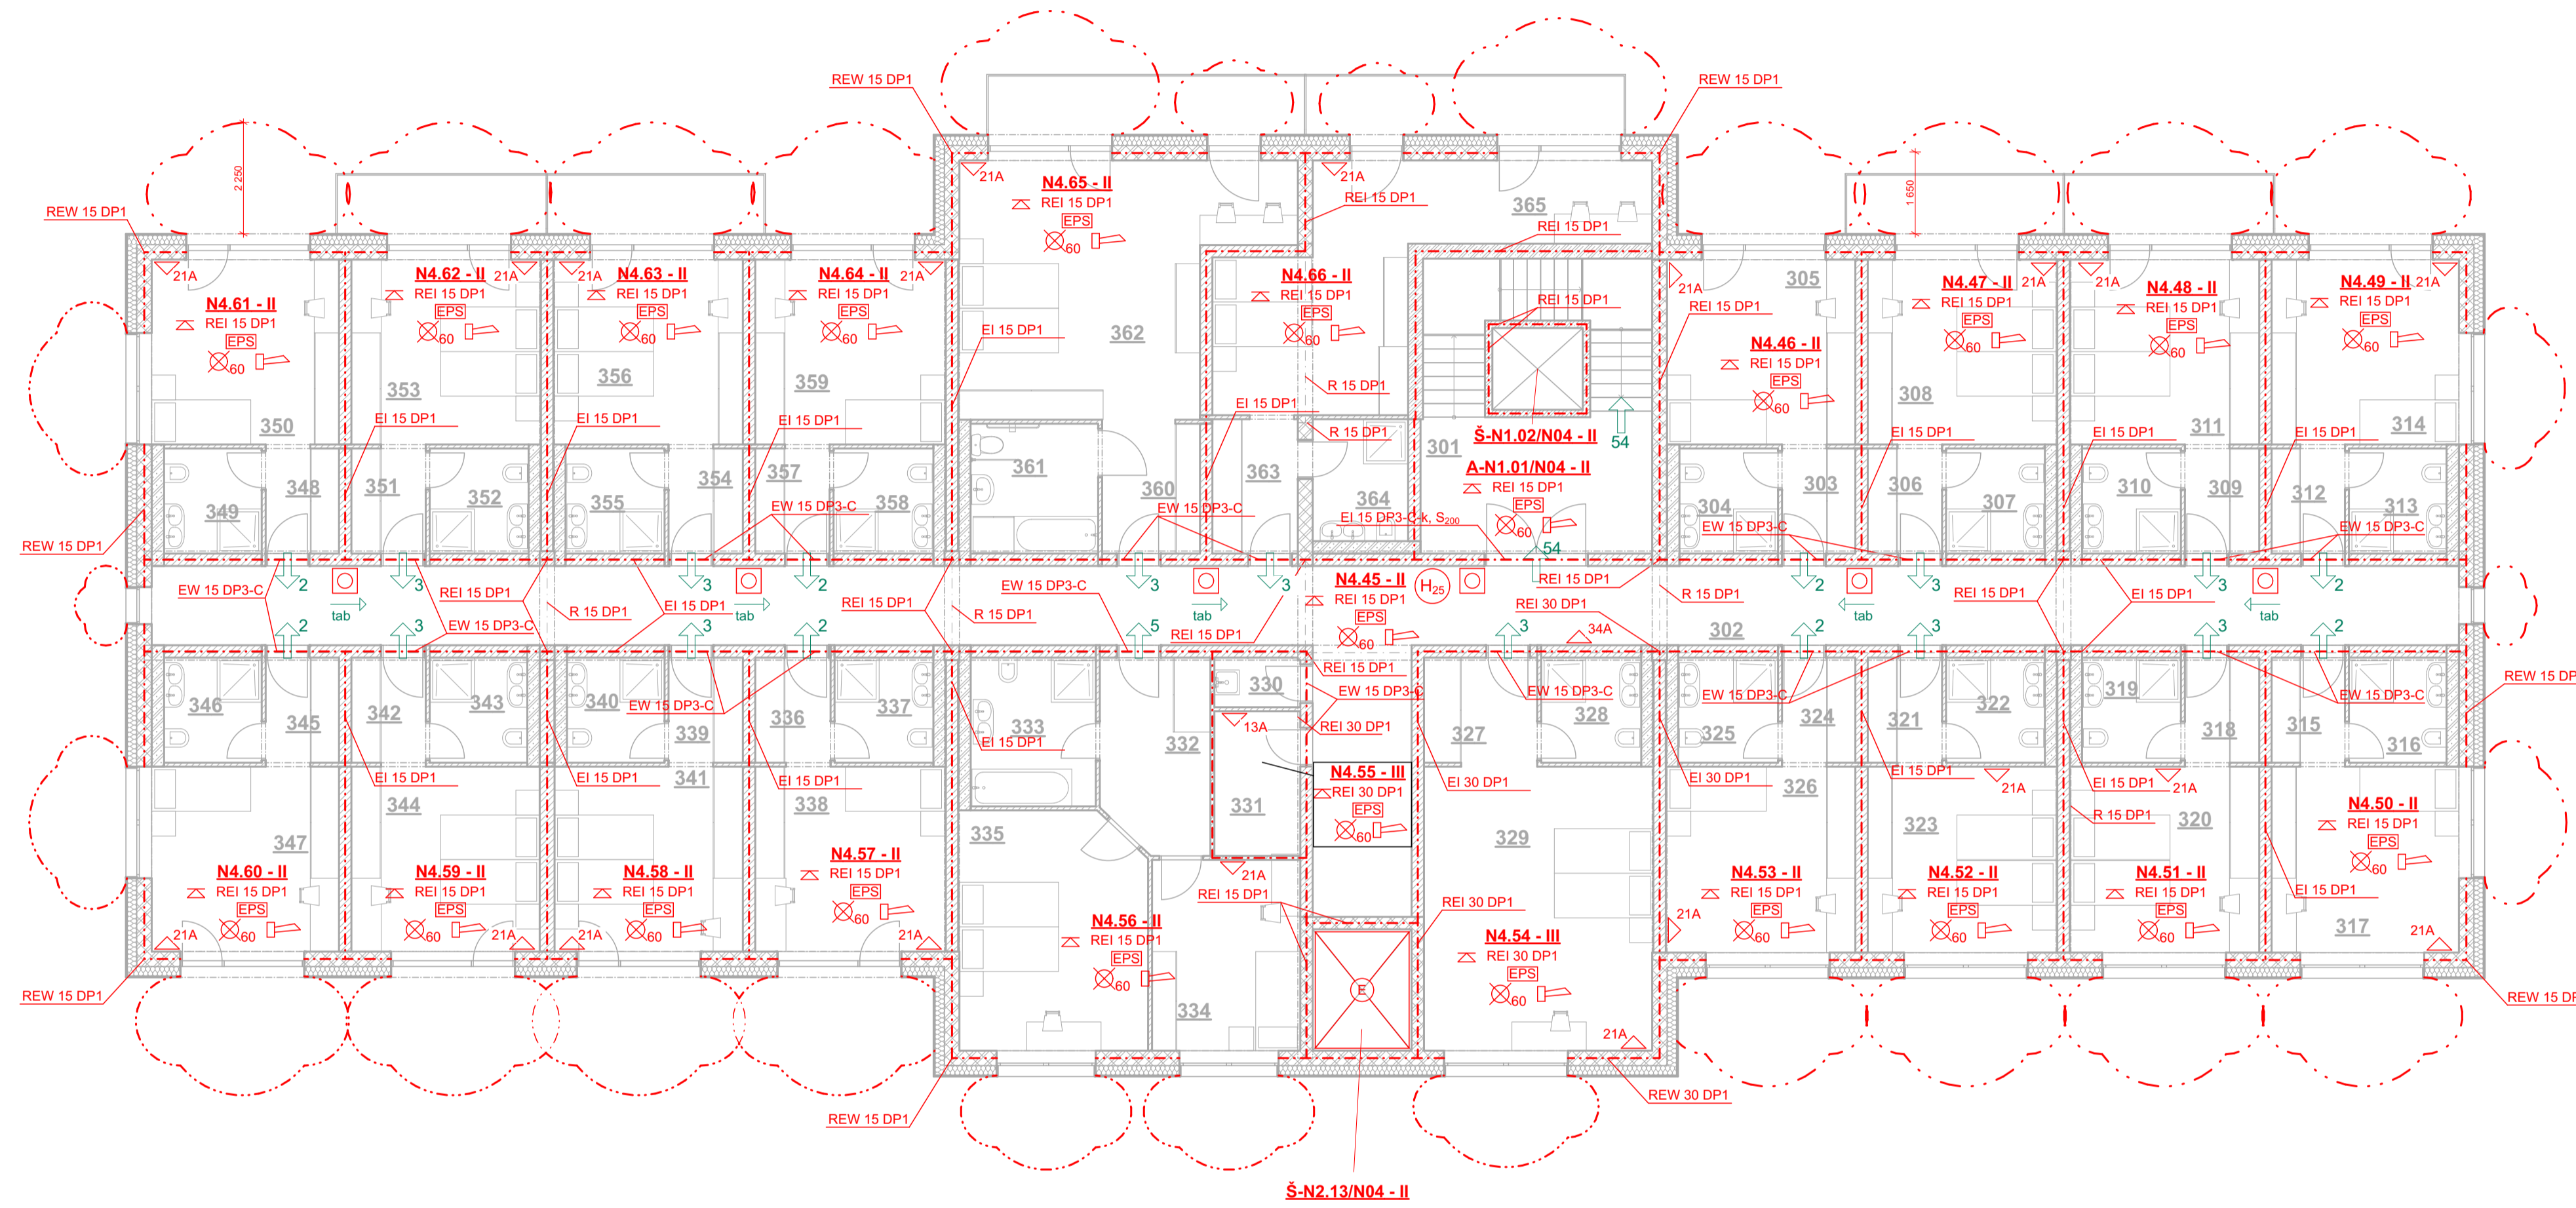 REW 15 DP1
REW 15 DP1
2 250
1 650
REW 15 DP1
21A
N4.65 - II
REI 15 DP1
EPS
60
21A
REI 15 DP1
365
REI 15 DP1
21A
N4.61 - II
REI 15 DP1
EPS
60
N4.62 - II
REI 15 DP1
EPS
60
21A
21A
N4.63 - II
REI 15 DP1
EPS
60
N4.64 - II
REI 15 DP1
EPS
60
21A
EI 15 DP1
362
N4.66 - II
REI 15 DP1
EPS
60
REI 15 DP1
21A
REI 15 DP1
305
N4.46 - II
REI 15 DP1
EPS
60
N4.47 - II
REI 15 DP1
EPS
60
21A
21A
N4.48 - II
REI 15 DP1
EPS
60
N4.49 - II
REI 15 DP1
EPS
60
21A
350
353
356
359
R 15 DP1
308
311
314
EI 15 DP1
EI 15 DP1
EI 15 DP1
EI 15 DP1
R 15 DP1
Š-N1.02/N04 - II
54
EI 15 DP1
EI 15 DP1
EI 15 DP1
301
A-N1.01/N04 - II
REI 15 DP1
EPS
60
349
348
351
352
355
354
357
358
361
360
363
364
304
303
306
307
310
309
312
313
EW 15 DP3-C
EW 15 DP3-C
EI 15 DP3-C-k, S200
EW 15 DP3-C
EW 15 DP3-C
REW 15 DP1
54
EW 15 DP3-C
2
3
3
2
3
3
2
3
3
2
tab
REI 15 DP1
R 15 DP1
EI 15 DP1
tab
REI 15 DP1
R 15 DP1
EW 15 DP3-C
tab
N4.45 - II
REI 15 DP1
EPS
60
H25
REI 15 DP1
REI 30 DP1
R 15 DP1
tab
REI 15 DP1
EI 15 DP1
tab
2
3
EW 15 DP3-C
3
2
5
REI 15 DP1
3
34A
302
2
3
3
2
REI 15 DP1
EW 15 DP3-C
EW 15 DP3-C
EW 15 DP3-C
EW 15 DP3-C
EW 15 DP3-C
REW 15 DP
346
345
342
343
340
339
336
337
333
332
330
13A
REI 30 DP1
327
328
325
324
321
322
319
318
315
316
EI 15 DP1
EI 15 DP1
EI 15 DP1
EI 15 DP1
341
331
N4.55 - III
REI 30 DP1
EPS
60
EI 30 DP1
EI 30 DP1
EI 15 DP1
21A
EI 15 DP1
21A
347
344
338
335
329
326
323
R 15 DP1
320
N4.50 - II
REI 15 DP1
EPS
60
N4.60 - II
REI 15 DP1
EPS
60
21A
N4.59 - II
REI 15 DP1
EPS
60
21A
21A
N4.58 - II
REI 15 DP1
EPS
60
N4.57 - II
REI 15 DP1
EPS
60
21A
21A
REI 15 DP1
N4.56 - II
REI 15 DP1
EPS
60
334
E
REI 30 DP1
N4.54 - III
REI 30 DP1
EPS
60
21A
21A
N4.53 - II
REI 15 DP1
EPS
60
N4.52 - II
REI 15 DP1
EPS
60
N4.51 - II
REI 15 DP1
EPS
60
EI 15 DP1
317
21A
REW 15 DP1
REW 15 DP
REW 15 DP1
REW 30 DP1
Š-N2.13/N04 - II